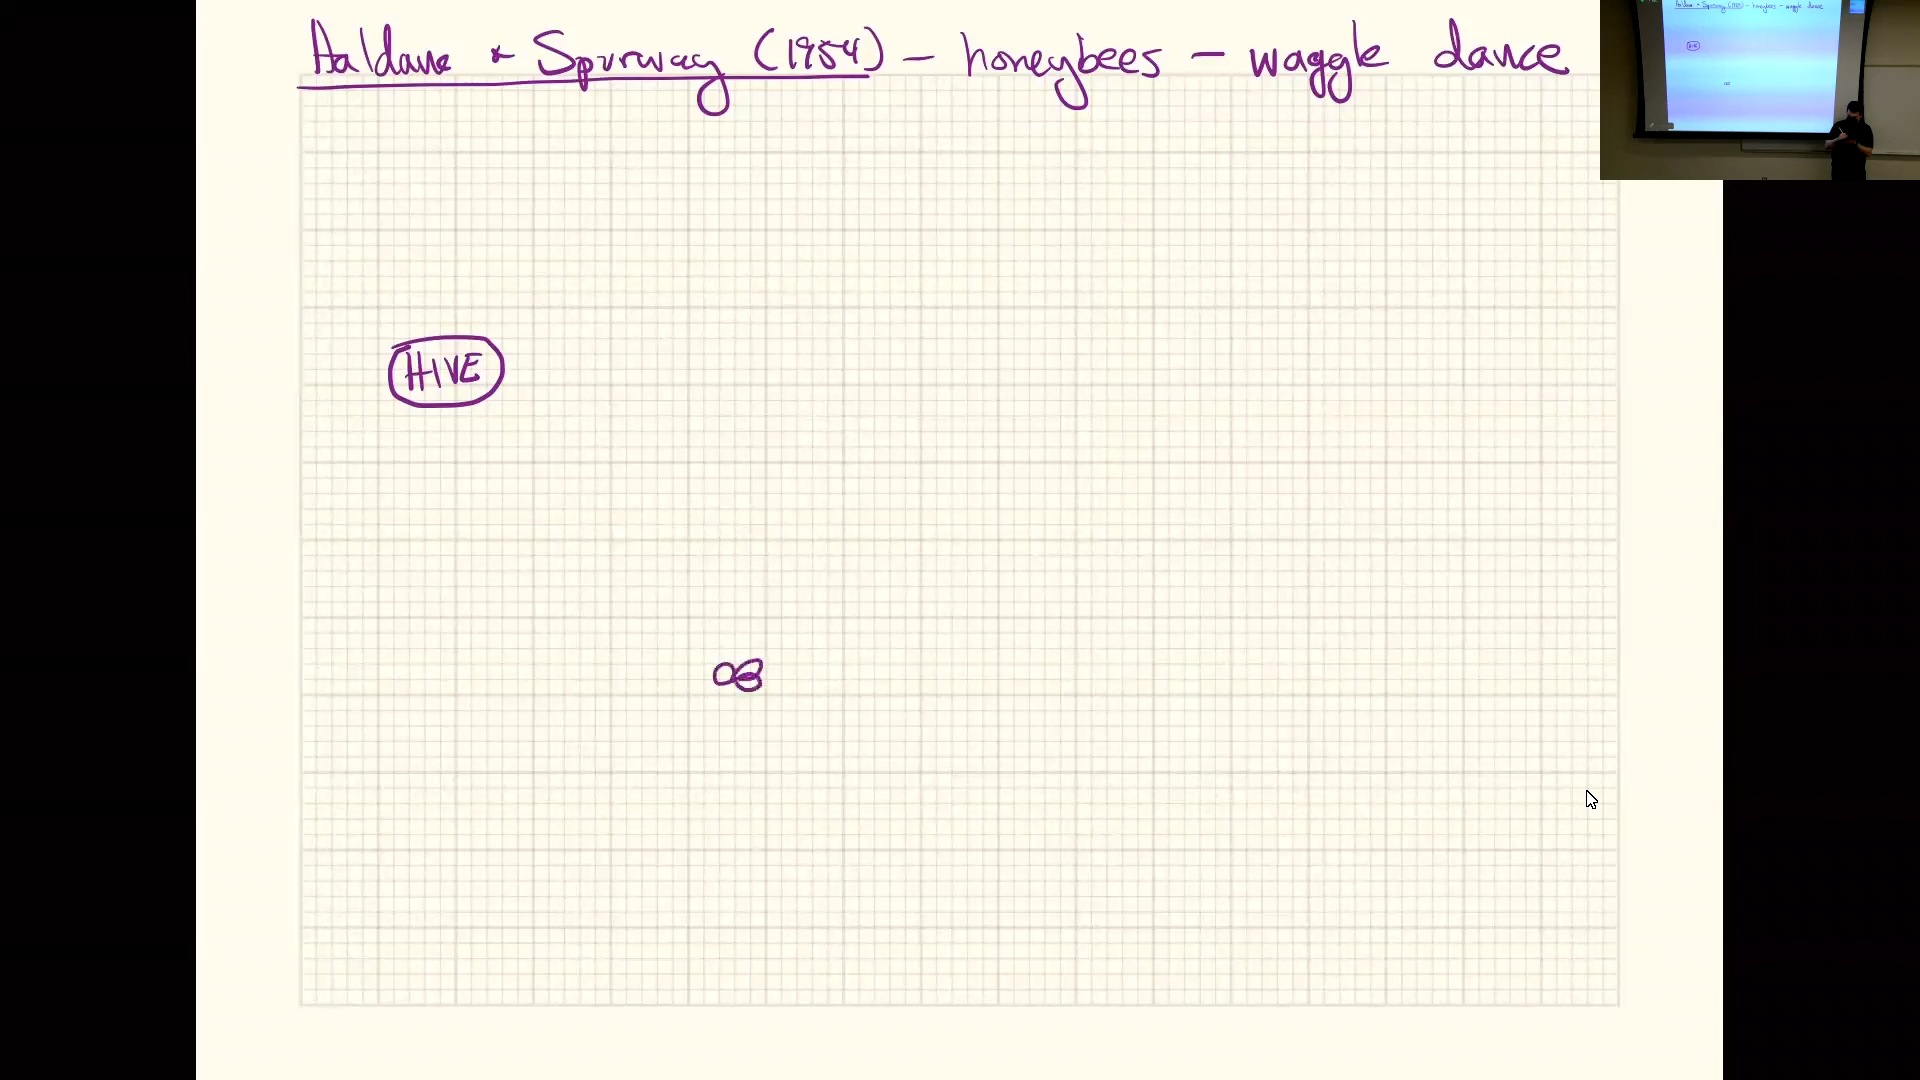 Haldane & Spurway (1954) – honeybees – waggle dance
HIVE